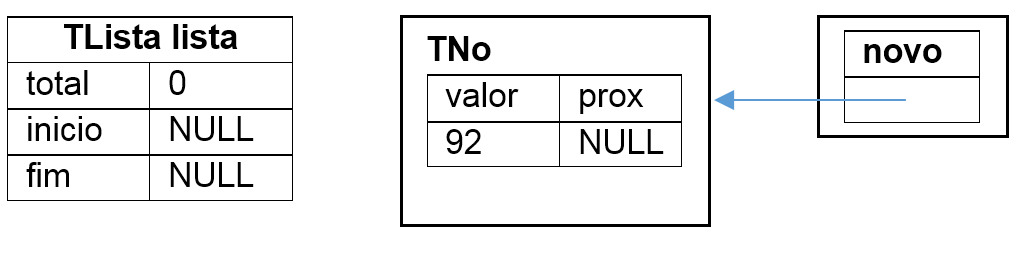 TLista lista
total 0
inicio NULL
fim NULL
TNo
valor prox
92 NULL
novo